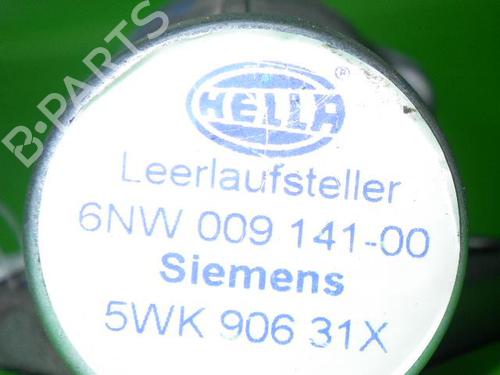 HELLA
®
Leerlaufsteller
6NW 009 141-00
Siemens
5WK 906 31X
B-PARTS